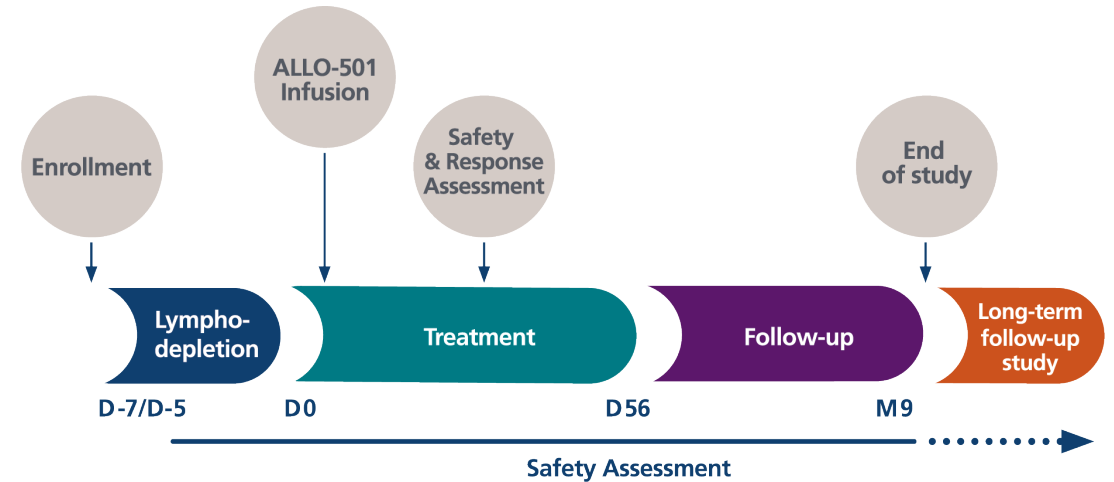 ALLO-501
Infusion
Enrollment
Safety
& Response
Assessment
End
of study
Lympho-
depletion
Treatment
Follow-up
Long-term
follow-up
study
D-7/D-5
D0
D56
M9
Safety Assessment